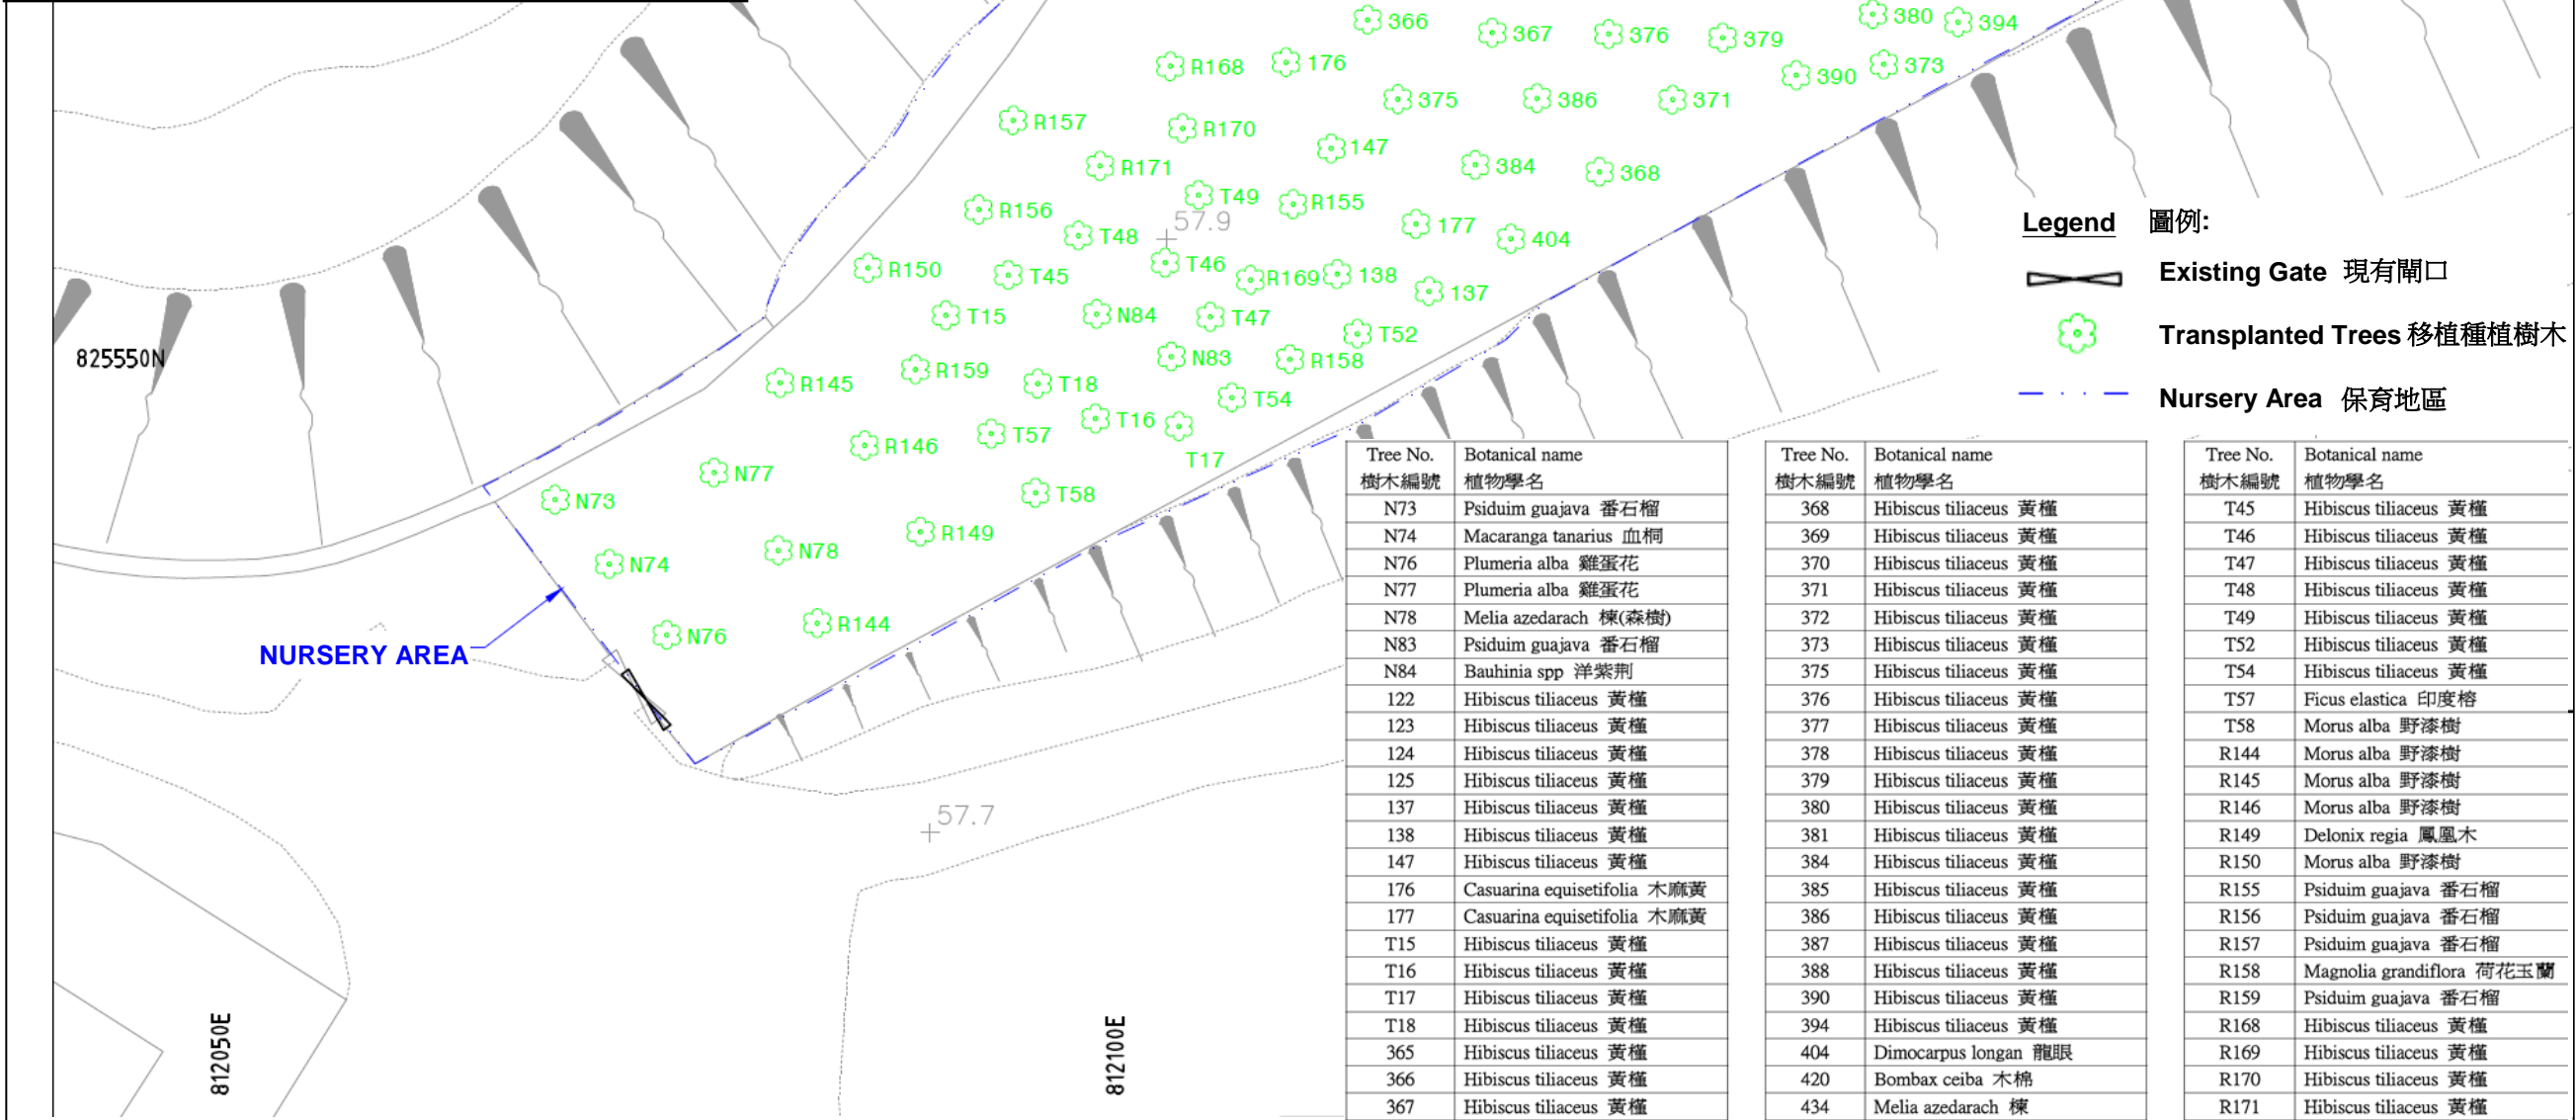 366
367
376
379
380
394
R168
176
390
373
375
386
371
R157
R170
147
R171
384
368
R156
T49
R155
57.9
177
404
T48
R150
T45
T46
R169
138
137
T15
N84
T47
T52
825550N
N83
R158
R145
R159
T18
T54
T16
T57
R146
T17
N77
N73
T58
R149
N78
N74
R144
N76
NURSERY AREA
57.7
812050E
812100E
Legend 圖例:
Existing Gate 現有閘口
Transplanted Trees 移植種植樹木
Nursery Area 保育地區
Tree No. Botanical name
樹木編號 植物學名
N73 Psiduim guajava 番石榴
N74 Macaranga tanarius 血桐
N76 Plumeria alba 雞蛋花
N77 Plumeria alba 雞蛋花
N78 Melia azedarach 楝(森樹)
N83 Psiduim guajava 番石榴
N84 Bauhinia spp 洋紫荆
122 Hibiscus tiliaceus 黃槿
123 Hibiscus tiliaceus 黃槿
124 Hibiscus tiliaceus 黃槿
125 Hibiscus tiliaceus 黃槿
137 Hibiscus tiliaceus 黃槿
138 Hibiscus tiliaceus 黃槿
147 Hibiscus tiliaceus 黃槿
176 Casuarina equisetifolia 木麻黃
177 Casuarina equisetifolia 木麻黃
T15 Hibiscus tiliaceus 黃槿
T16 Hibiscus tiliaceus 黃槿
T17 Hibiscus tiliaceus 黃槿
T18 Hibiscus tiliaceus 黃槿
365 Hibiscus tiliaceus 黃槿
366 Hibiscus tiliaceus 黃槿
367 Hibiscus tiliaceus 黃槿
Tree No. Botanical name
樹木編號 植物學名
368 Hibiscus tiliaceus 黃槿
369 Hibiscus tiliaceus 黃槿
370 Hibiscus tiliaceus 黃槿
371 Hibiscus tiliaceus 黃槿
372 Hibiscus tiliaceus 黃槿
373 Hibiscus tiliaceus 黃槿
375 Hibiscus tiliaceus 黃槿
376 Hibiscus tiliaceus 黃槿
377 Hibiscus tiliaceus 黃槿
378 Hibiscus tiliaceus 黃槿
379 Hibiscus tiliaceus 黃槿
380 Hibiscus tiliaceus 黃槿
381 Hibiscus tiliaceus 黃槿
384 Hibiscus tiliaceus 黃槿
385 Hibiscus tiliaceus 黃槿
386 Hibiscus tiliaceus 黃槿
387 Hibiscus tiliaceus 黃槿
388 Hibiscus tiliaceus 黃槿
390 Hibiscus tiliaceus 黃槿
394 Hibiscus tiliaceus 黃槿
404 Dimocarpus longan 龍眼
420 Bombax ceiba 木棉
434 Melia azedarach 楝
Tree No. Botanical name
樹木編號 植物學名
T45 Hibiscus tiliaceus 黃槿
T46 Hibiscus tiliaceus 黃槿
T47 Hibiscus tiliaceus 黃槿
T48 Hibiscus tiliaceus 黃槿
T49 Hibiscus tiliaceus 黃槿
T52 Hibiscus tiliaceus 黃槿
T54 Hibiscus tiliaceus 黃槿
T57 Ficus elastica 印度榕
T58 Morus alba 野漆樹
R144 Morus alba 野漆樹
R145 Morus alba 野漆樹
R146 Morus alba 野漆樹
R149 Delonix regia 鳳凰木
R150 Morus alba 野漆樹
R155 Psiduim guajava 番石榴
R156 Psiduim guajava 番石榴
R157 Psiduim guajava 番石榴
R158 Magnolia grandiflora 荷花玉蘭
R159 Psiduim guajava 番石榴
R168 Hibiscus tiliaceus 黃槿
R169 Hibiscus tiliaceus 黃槿
R170 Hibiscus tiliaceus 黃槿
R171 Hibiscus tiliaceus 黃槿